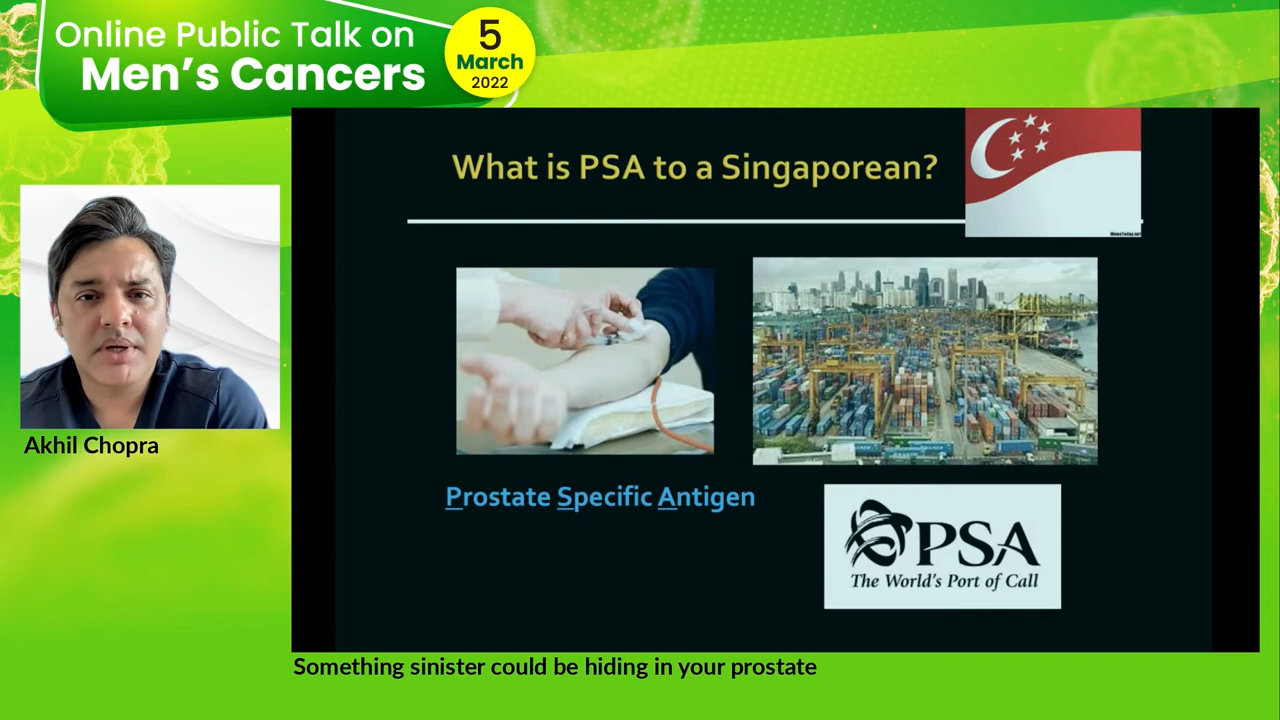 Online Public Talk on
Men's Cancers
5
March
2022
What is PSA to a Singaporean?
Akhil Chopra
Prostate Specific Antigen
PSA
The World's Port of Call
Something sinister could be hiding in your prostate